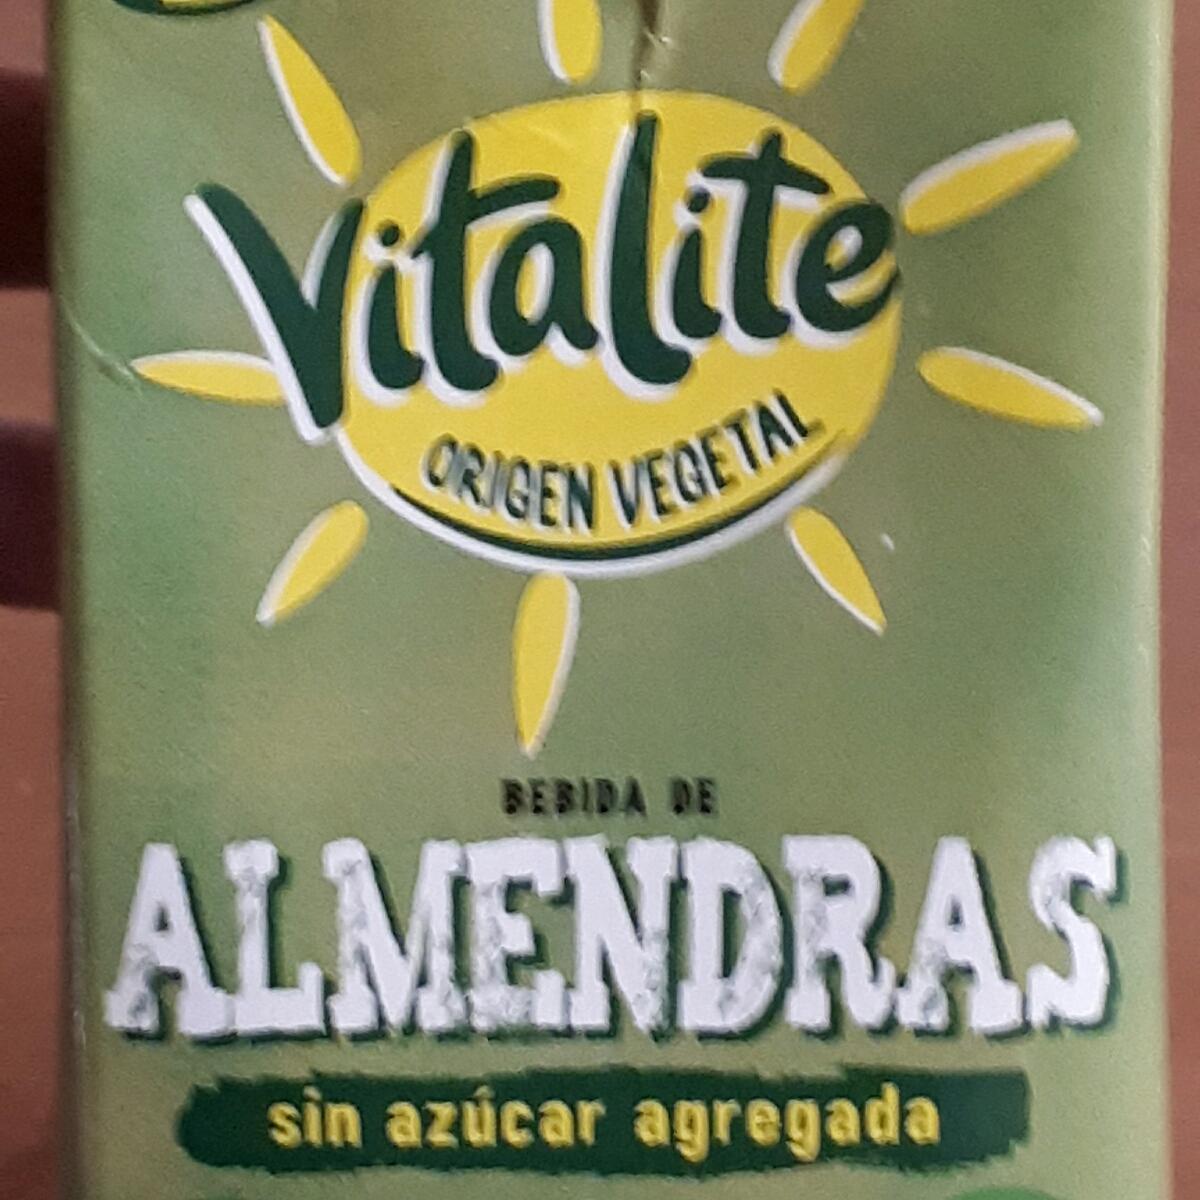 Vitalite
ORIGEN VEGETAL
BEBIDA DE
ALMENDRAS
sin azúcar agregada